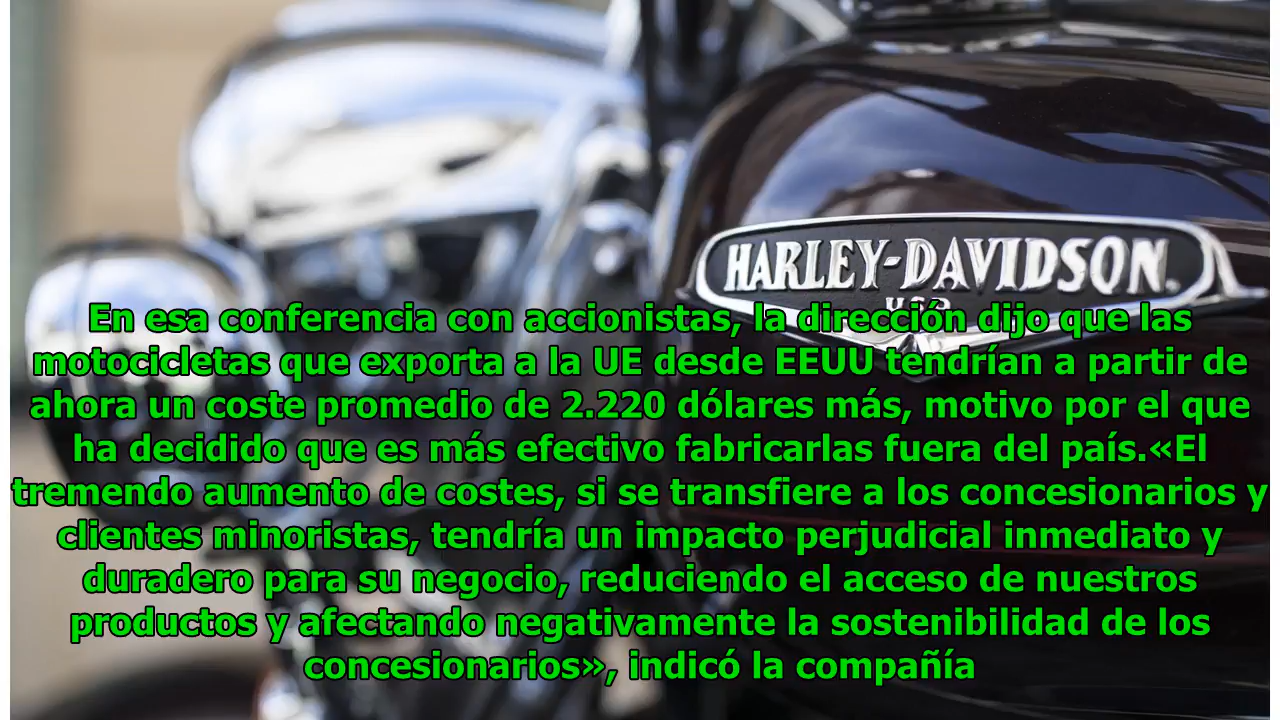 HARLEY-DAVIDSON
USA
En esa conferencia con accionistas, la dirección dijo que las
motocicletas que exporta a la UE desde EEUU tendrían a partir de
ahora un coste promedio de 2.220 dólares más, motivo por el que
ha decidido que es más efectivo fabricarlas fuera del país.«El
tremendo aumento de costes, si se transfiere a los concesionarios y
clientes minoristas, tendría un impacto perjudicial inmediato y
duradero para su negocio, reduciendo el acceso de nuestros
productos y afectando negativamente la sostenibilidad de los
concesionarios», indicó la compañía